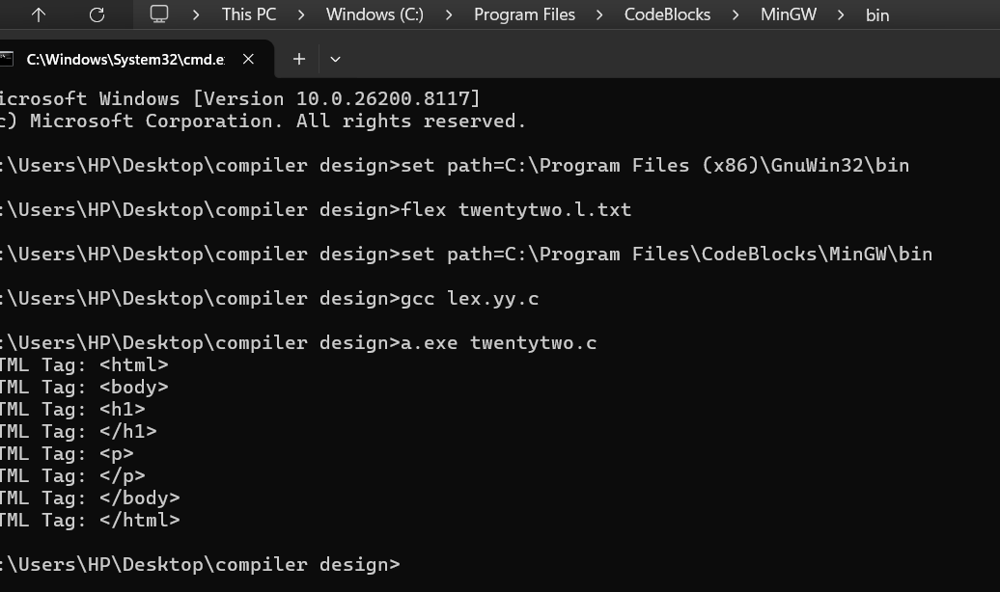 This PC > Windows (C:) > Program Files > CodeBlocks > MinGW > bin
C:\Windows\System32\cmd.e
icrosoft Windows [Version 10.0.26200.8117]
c) Microsoft Corporation. All rights reserved.
:\Users\HP\Desktop\compiler design>set path=C:\Program Files (x86)\GnuWin32\bin
:\Users\HP\Desktop\compiler design>flex twentytwo.l.txt
:\Users\HP\Desktop\compiler design>set path=C:\Program Files\CodeBlocks\MinGW\bin
:\Users\HP\Desktop\compiler design>gcc lex.yy.c
:\Users\HP\Desktop\compiler design>a.exe twentytwo.c
TML Tag: <html>
TML Tag: <body>
TML Tag: <h1>
TML Tag: </h1>
TML Tag: <p>
TML Tag: </p>
TML Tag: </body>
TML Tag: </html>
:\Users\HP\Desktop\compiler design>